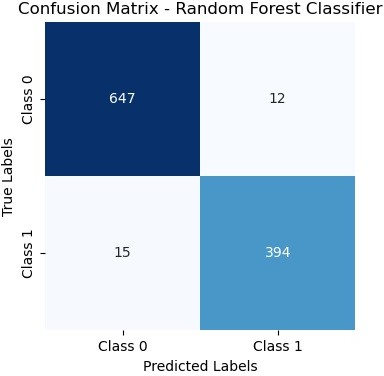 Confusion Matrix - Random Forest Classifier
True Labels
Class 0
647
12
Class 1
15
394
Class 0
Class 1
Predicted Labels